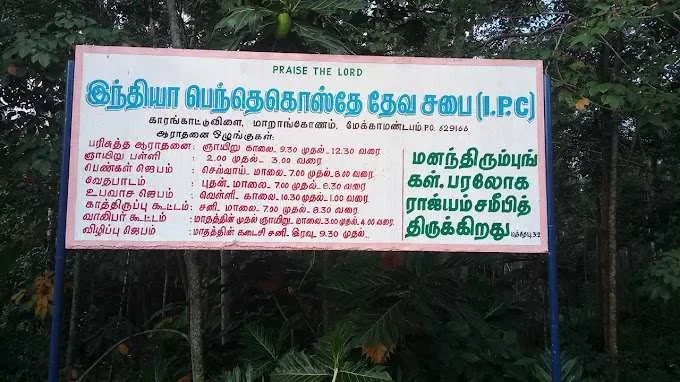 PRAISE THE LORD
இந்தியா பெந்தெகொஸ்தே தேவ சபை (I.P.C)
காரங்காட்டுவிளை, மாறாங்கோணம், மேக்காமண்டபம் P.O. 629166
ஆராதனை ஒழுங்குகள்:
பரிசுத்த ஆராதனை: ஞாயிறு காலை. 9.30 முதல் - 12.30 வரை
ஞாயிறு பள்ளி : 2.00 முதல் - 3.00 வரை
பெண்கள் ஜெபம் : செவ்வாய். மாலை - 7.00 முதல் - 8.00 வரை.
வேதபாடம் : புதன். மாலை - 7.00 முதல் - 8.30 வரை
உபவாச ஜெபம் : வெள்ளி - காலை - 10.30 முதல் - 1.00 வரை
காத்திருப்பு கூட்டம்: சனி - மாலை - 7.00 முதல் - 8.30 வரை
வாலிபர் கூட்டம் : மாதத்தின் முதல் ஞாயிறு - மாலை - 3.00 முதல் - 4.00 வரை
விழிப்பு ஜெபம் : மாதத்தின் கடைசி சனி - இரவு 9.30 முதல் -
மனந்திரும்புங்
கள். பரலோக
ராஜ்யம் சமீபித்
திருக்கிறது மத்தேயு 3:2